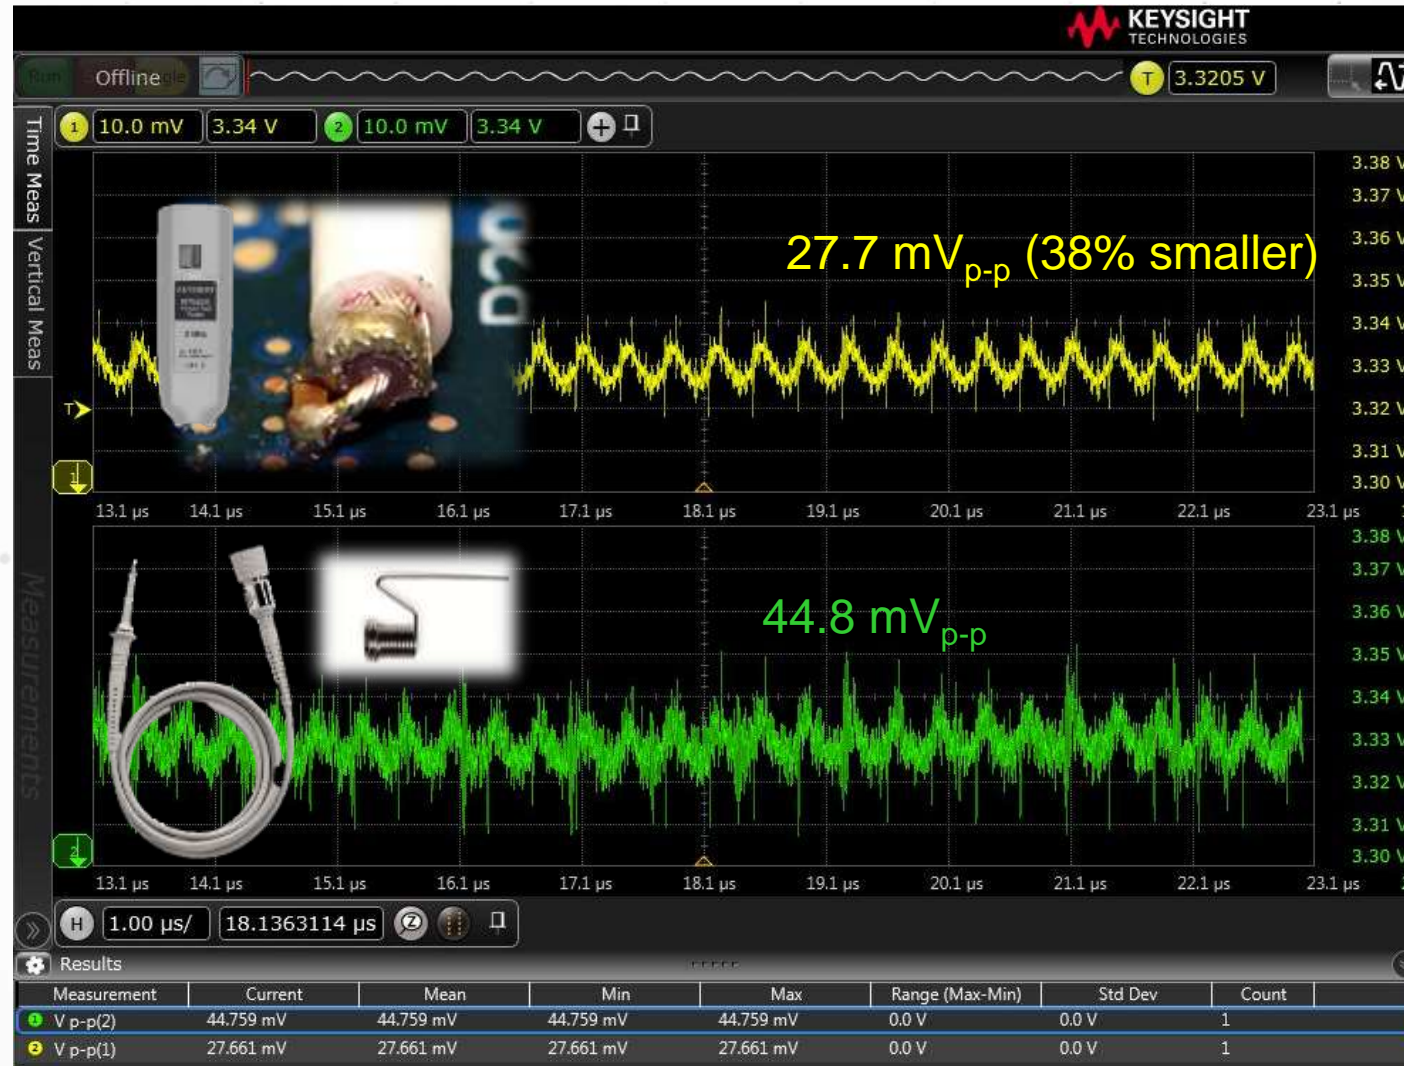 KEYSIGHT
TECHNOLOGIES
Run Offline
T 3.3205 V
1 10.0 mV 3.34 V 2 10.0 mV 3.34 V
Time Meas
Vertical Meas
Measurements
3.38 V
3.37 V
3.36 V
3.35 V
3.34 V
3.33 V
3.32 V
3.31 V
3.30 V
D20
27.7 mVp-p (38% smaller)
T
1
13.1 µs 14.1 µs 15.1 µs 16.1 µs 17.1 µs 18.1 µs 19.1 µs 20.1 µs 21.1 µs 22.1 µs 23.1 µs
3.38 V
3.37 V
3.36 V
3.35 V
3.34 V
3.33 V
3.32 V
3.31 V
3.30 V
44.8 mVp-p
2
13.1 µs 14.1 µs 15.1 µs 16.1 µs 17.1 µs 18.1 µs 19.1 µs 20.1 µs 21.1 µs 22.1 µs 23.1 µs
H 1.00 µs/ 18.1363114 µs Z
Results
Measurement Current Mean Min Max Range (Max-Min) Std Dev Count
1 V p-p(2) 44.759 mV 44.759 mV 44.759 mV 44.759 mV 0.0 V 0.0 V 1
2 V p-p(1) 27.661 mV 27.661 mV 27.661 mV 27.661 mV 0.0 V 0.0 V 1